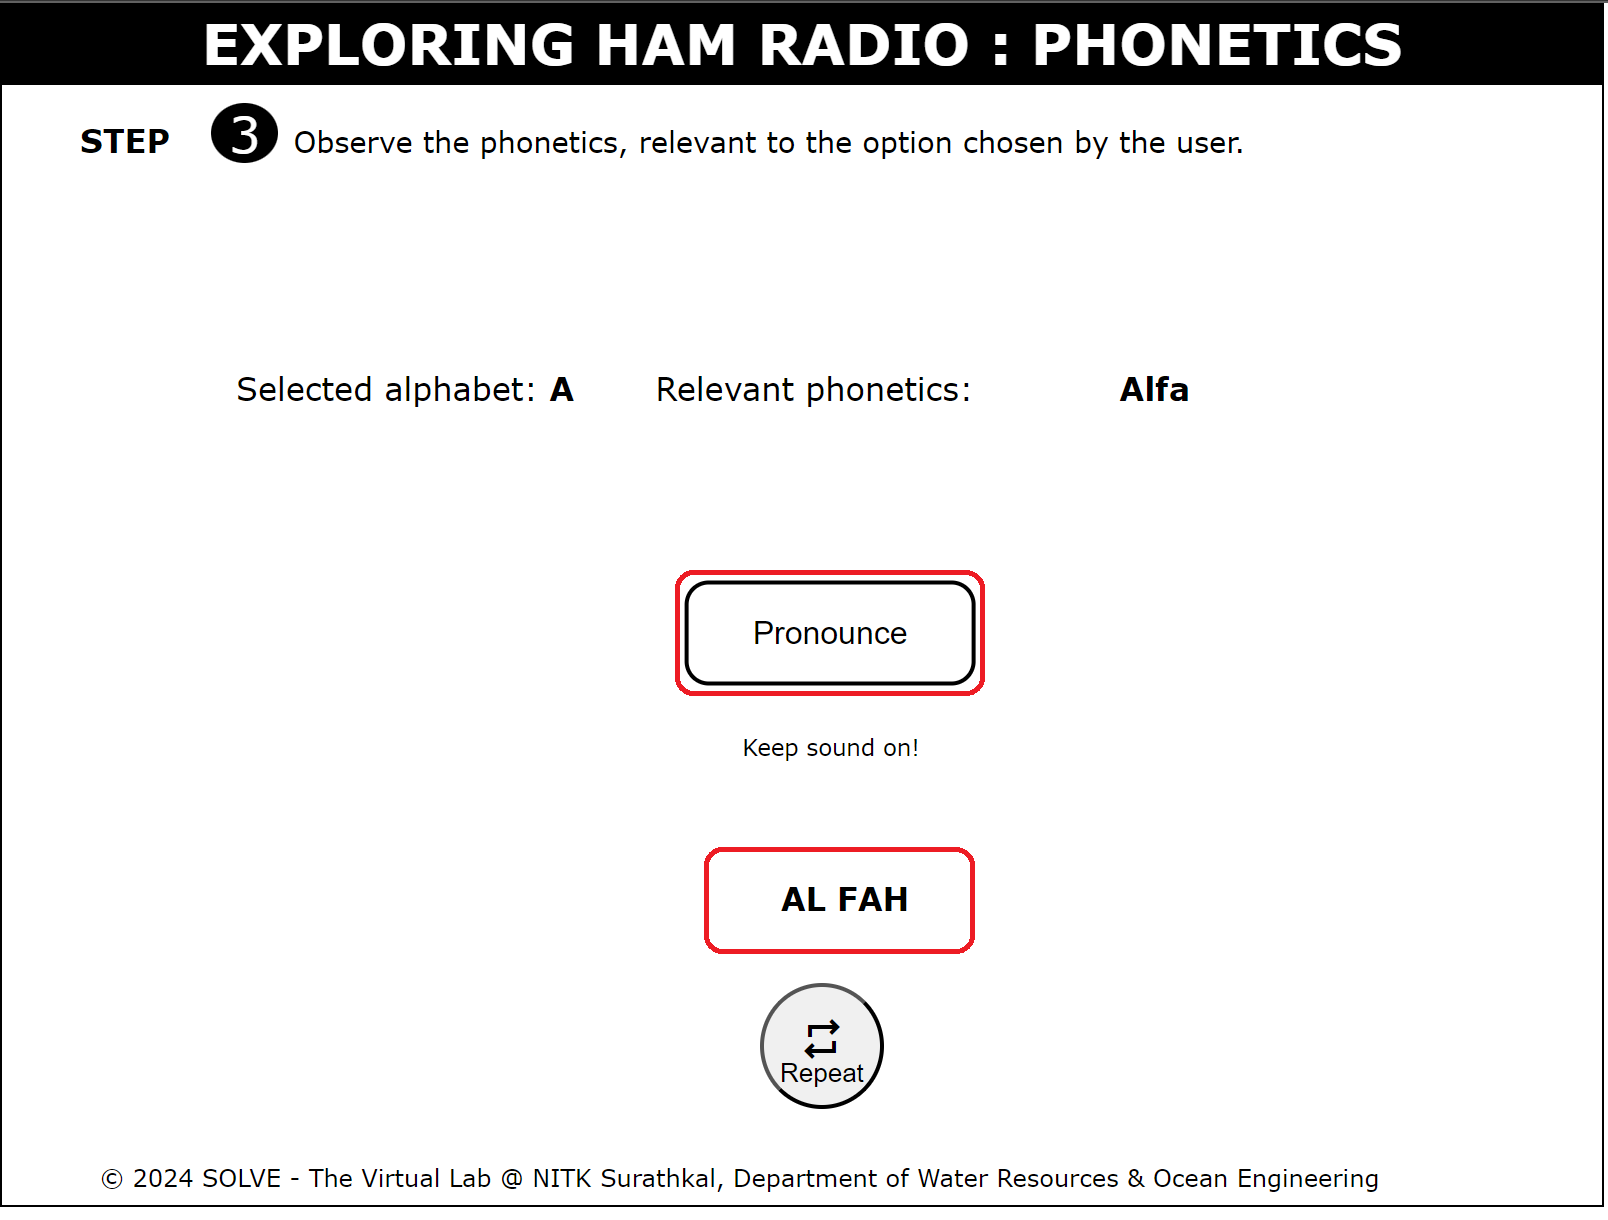 EXPLORING HAM RADIO : PHONETICS
STEP 3 Observe the phonetics, relevant to the option chosen by the user.
Selected alphabet: A Relevant phonetics: Alfa
Pronounce
Keep sound on!
AL FAH
Repeat
© 2024 SOLVE - The Virtual Lab @ NITK Surathkal, Department of Water Resources & Ocean Engineering